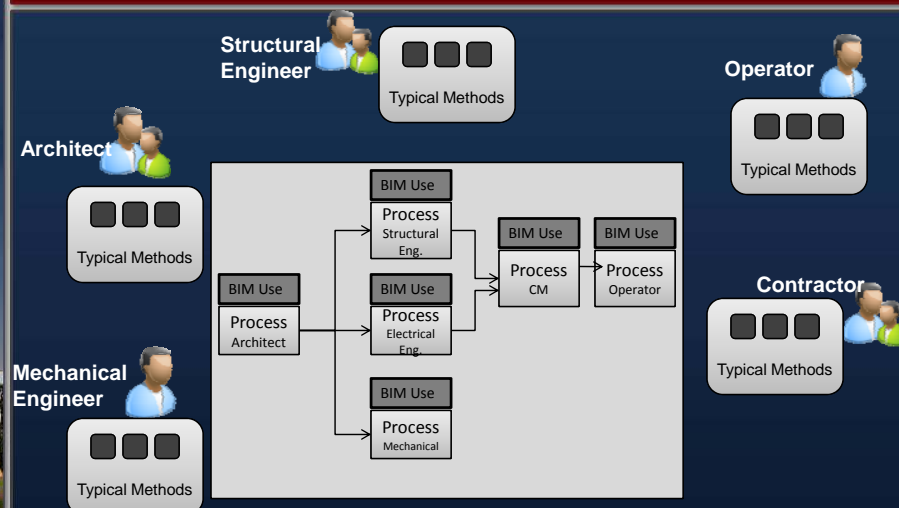 Structural
Engineer
Typical Methods
Operator
Typical Methods
Architect
Typical Methods
BIM Use
Process
Structural
Eng.
BIM Use
Process
Architect
BIM Use
Process
Electrical
Eng.
BIM Use
Process
Mechanical
BIM Use
Process
CM
BIM Use
Process
Operator
Contractor
Typical Methods
Mechanical
Engineer
Typical Methods